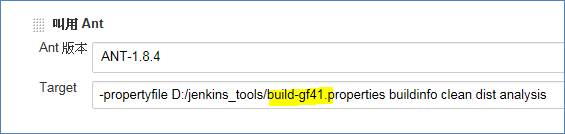 叫用 Ant
Ant 版本
ANT-1.8.4
Target
-propertyfile D:/jenkins_tools/build-gf41.properties buildinfo clean dist analysis